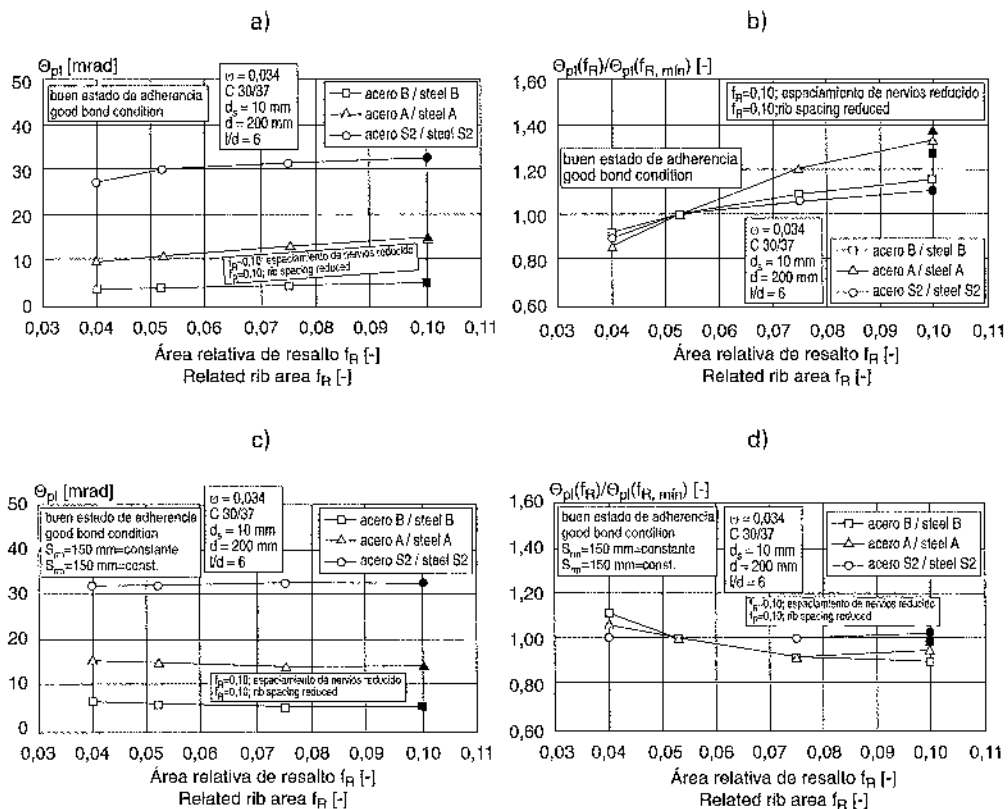 a)
Θpl [mrad]
50
40
30
20
10
0
0,03 0,04 0,05 0,06 0,07 0,08 0,09 0,10 0,11
buen estado de adherencia
good bond condition
ω = 0,034
C 30/37
ds = 10 mm
d = 200 mm
l/d = 6
acero B / steel B
acero A / steel A
acero S2 / steel S2
fR=0,10; espaciamiento de nervios reducido
fR=0,10; rib spacing reduced
Área relativa de resalto fR [-]
Related rib area fR [-]
b)
Θpl(fR)/Θpl(fR, mín) [-]
1,60
1,40
1,20
1,00
0,80
0,60
0,03 0,04 0,05 0,06 0,07 0,08 0,09 0,10 0,11
fR=0,10; espaciamiento de nervios reducido
fR=0,10; rib spacing reduced
buen estado de adherencia
good bond condition
ω = 0,034
C 30/37
ds = 10 mm
d = 200 mm
l/d = 6
acero B / steel B
acero A / steel A
acero S2 / steel S2
Área relativa de resalto fR [-]
Related rib area fR [-]
c)
Θpl [mrad]
50
40
30
20
10
0
0,03 0,04 0,05 0,06 0,07 0,08 0,09 0,10 0,11
buen estado de adherencia
good bond condition
Srm=150 mm=constante
Srm=150 mm=const.
ω = 0,034
C 30/37
ds = 10 mm
d = 200 mm
l/d = 6
acero B / steel B
acero A / steel A
acero S2 / steel S2
fR=0,10; espaciamiento de nervios reducido
fR=0,10; rib spacing reduced
Área relativa de resalto fR [-]
Related rib area fR [-]
d)
Θpl(fR)/Θpl(fR, mín) [-]
1,60
1,40
1,20
1,00
0,80
0,60
0,03 0,04 0,05 0,06 0,07 0,08 0,09 0,10 0,11
buen estado de adherencia
good bond condition
Srm=150 mm=constante
Srm=150 mm=const.
ω = 0,034
C 30/37
ds = 10 mm
d = 200 mm
l/d = 6
acero B / steel B
acero A / steel A
acero S2 / steel S2
fR=0,10; espaciamiento de nervios reducido
fR=0,10; rib spacing reduced
Área relativa de resalto fR [-]
Related rib area fR [-]